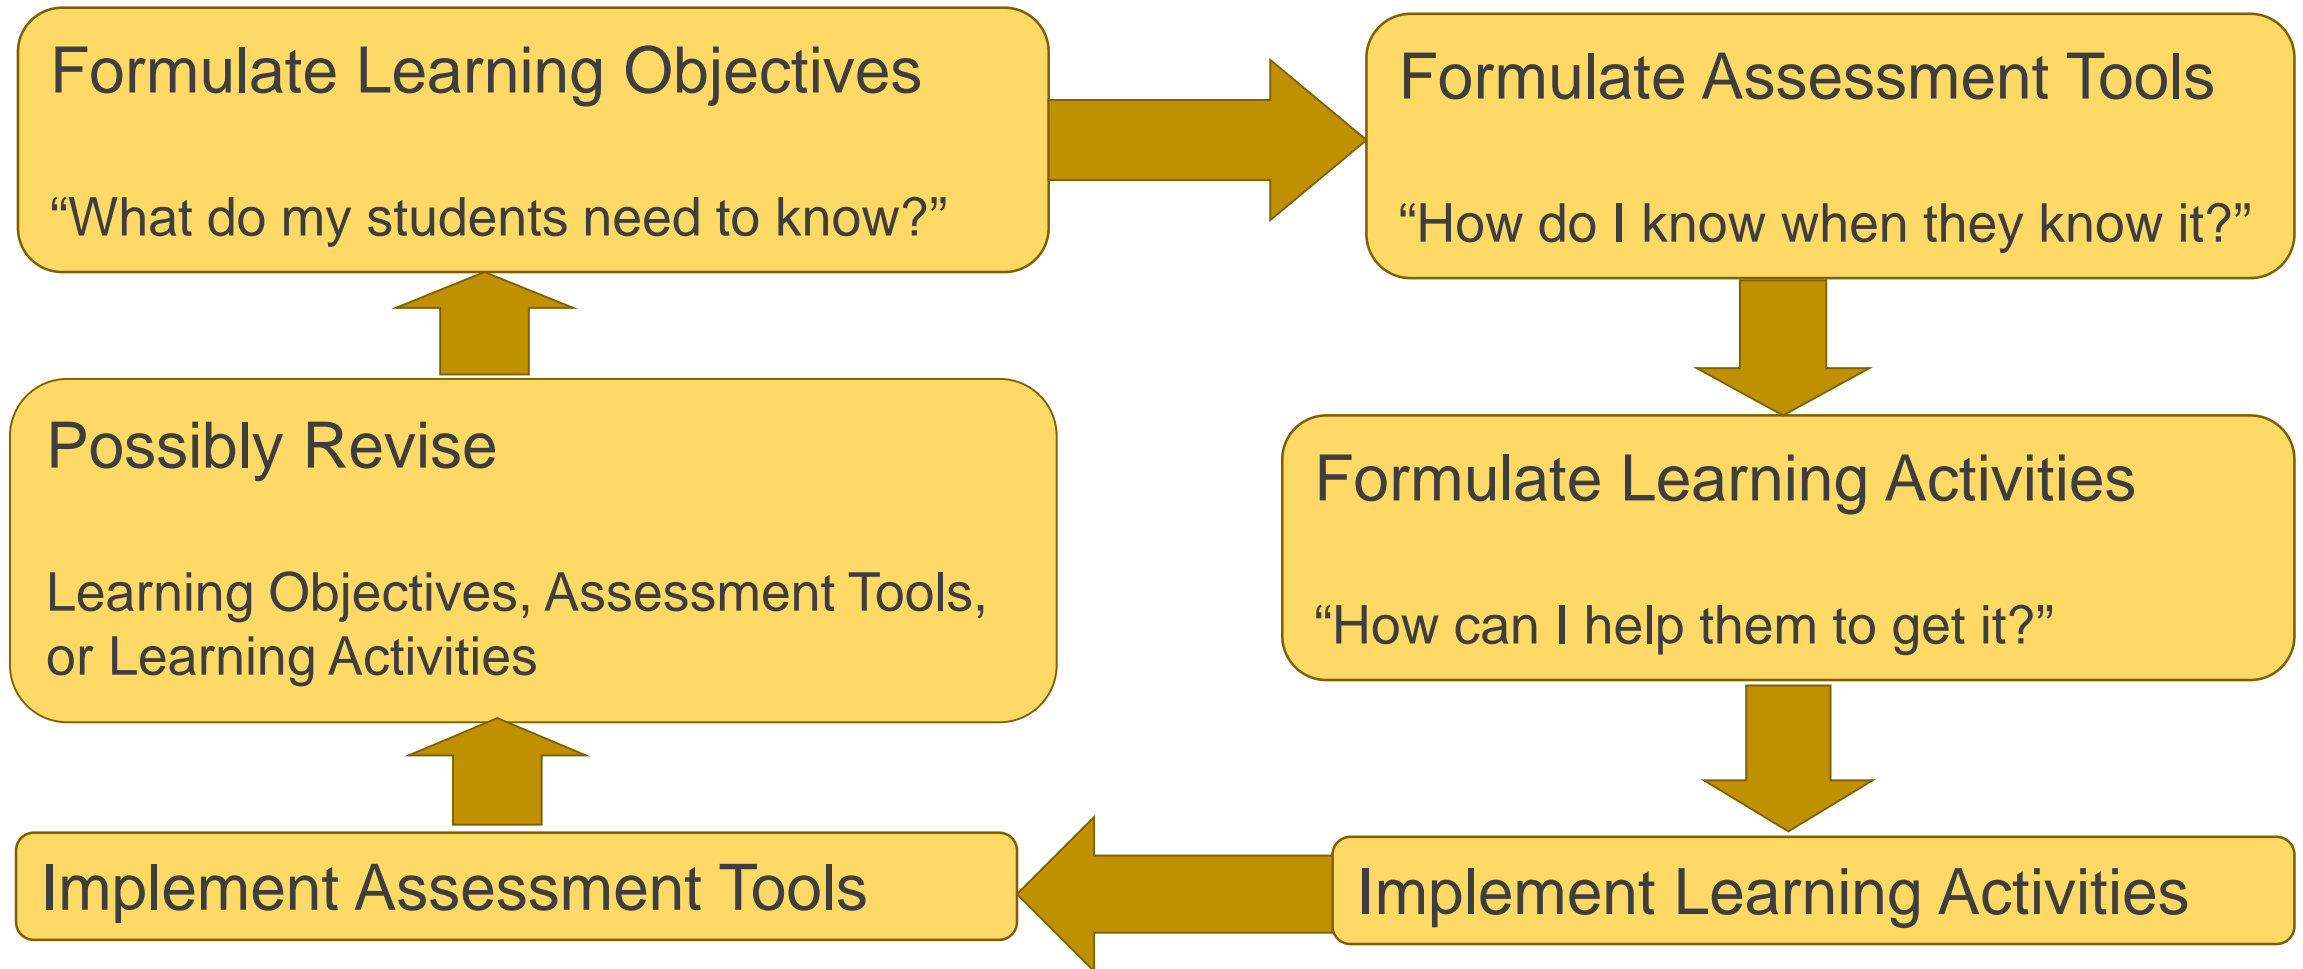 Formulate Learning Objectives
“What do my students need to know?”
Formulate Assessment Tools
“How do I know when they know it?”
Formulate Learning Activities
“How can I help them to get it?”
Implement Learning Activities
Implement Assessment Tools
Possibly Revise
Learning Objectives, Assessment Tools,
or Learning Activities